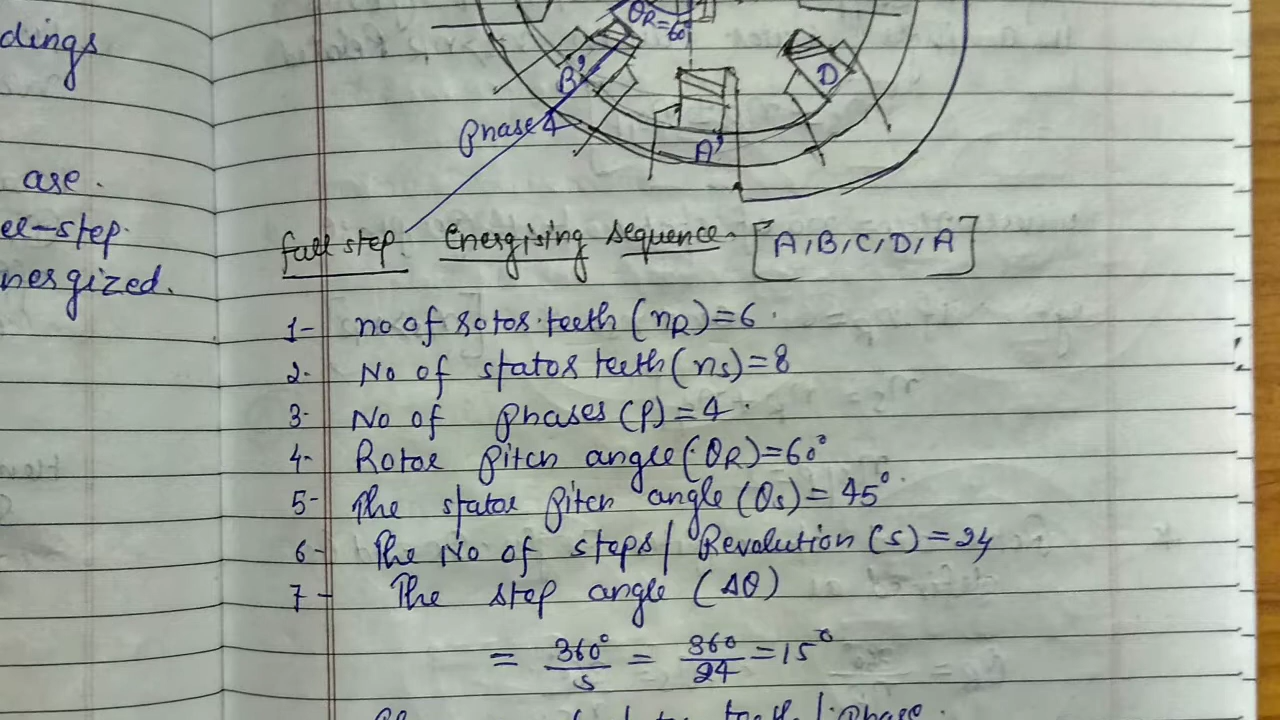 dings
θR=60
B'
D
A'
Phase 4
ase.
ee-step.
nergized.
full step. Energising sequence. [A,B,C,D,A]
1- no of rotor teeth (nR)=6.
2- No of stator teeth (ns)=8
3- No of phases (P)=4.
4- Rotor pitch angle (θR)=60°
5- The stator pitch angle (θs)=45°.
6- The No of steps/Revolution (s)=24
7- The step angle (Δθ)
= 360°/s = 360/24 = 15°
teeth/phase.